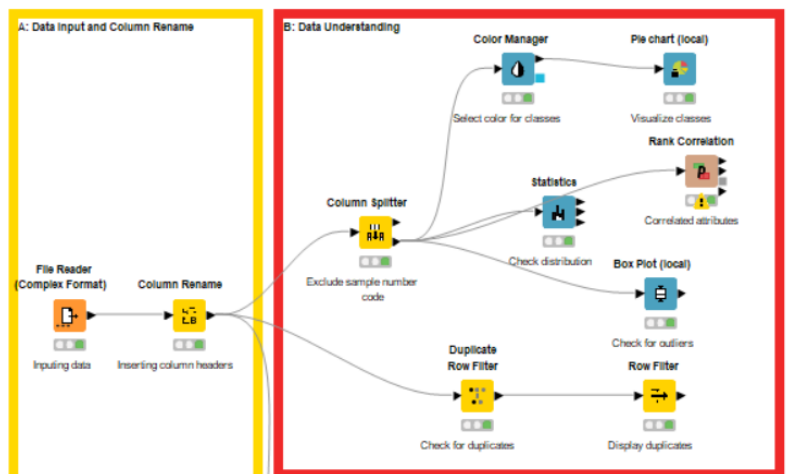 A: Data Input and Column Rename
B: Data Understanding
Color Manager
Pie chart (local)
Select color for classes
Visualize classes
Rank Correlation
Statistics
Correlated attributes
Column Splitter
Check distribution
Box Plot (local)
Exclude sample number
code
File Reader
(Complex Format)
Column Rename
Check for outliers
Inputing data
Inserting column headers
Duplicate
Row Filter
Row Filter
Check for duplicates
Display duplicates